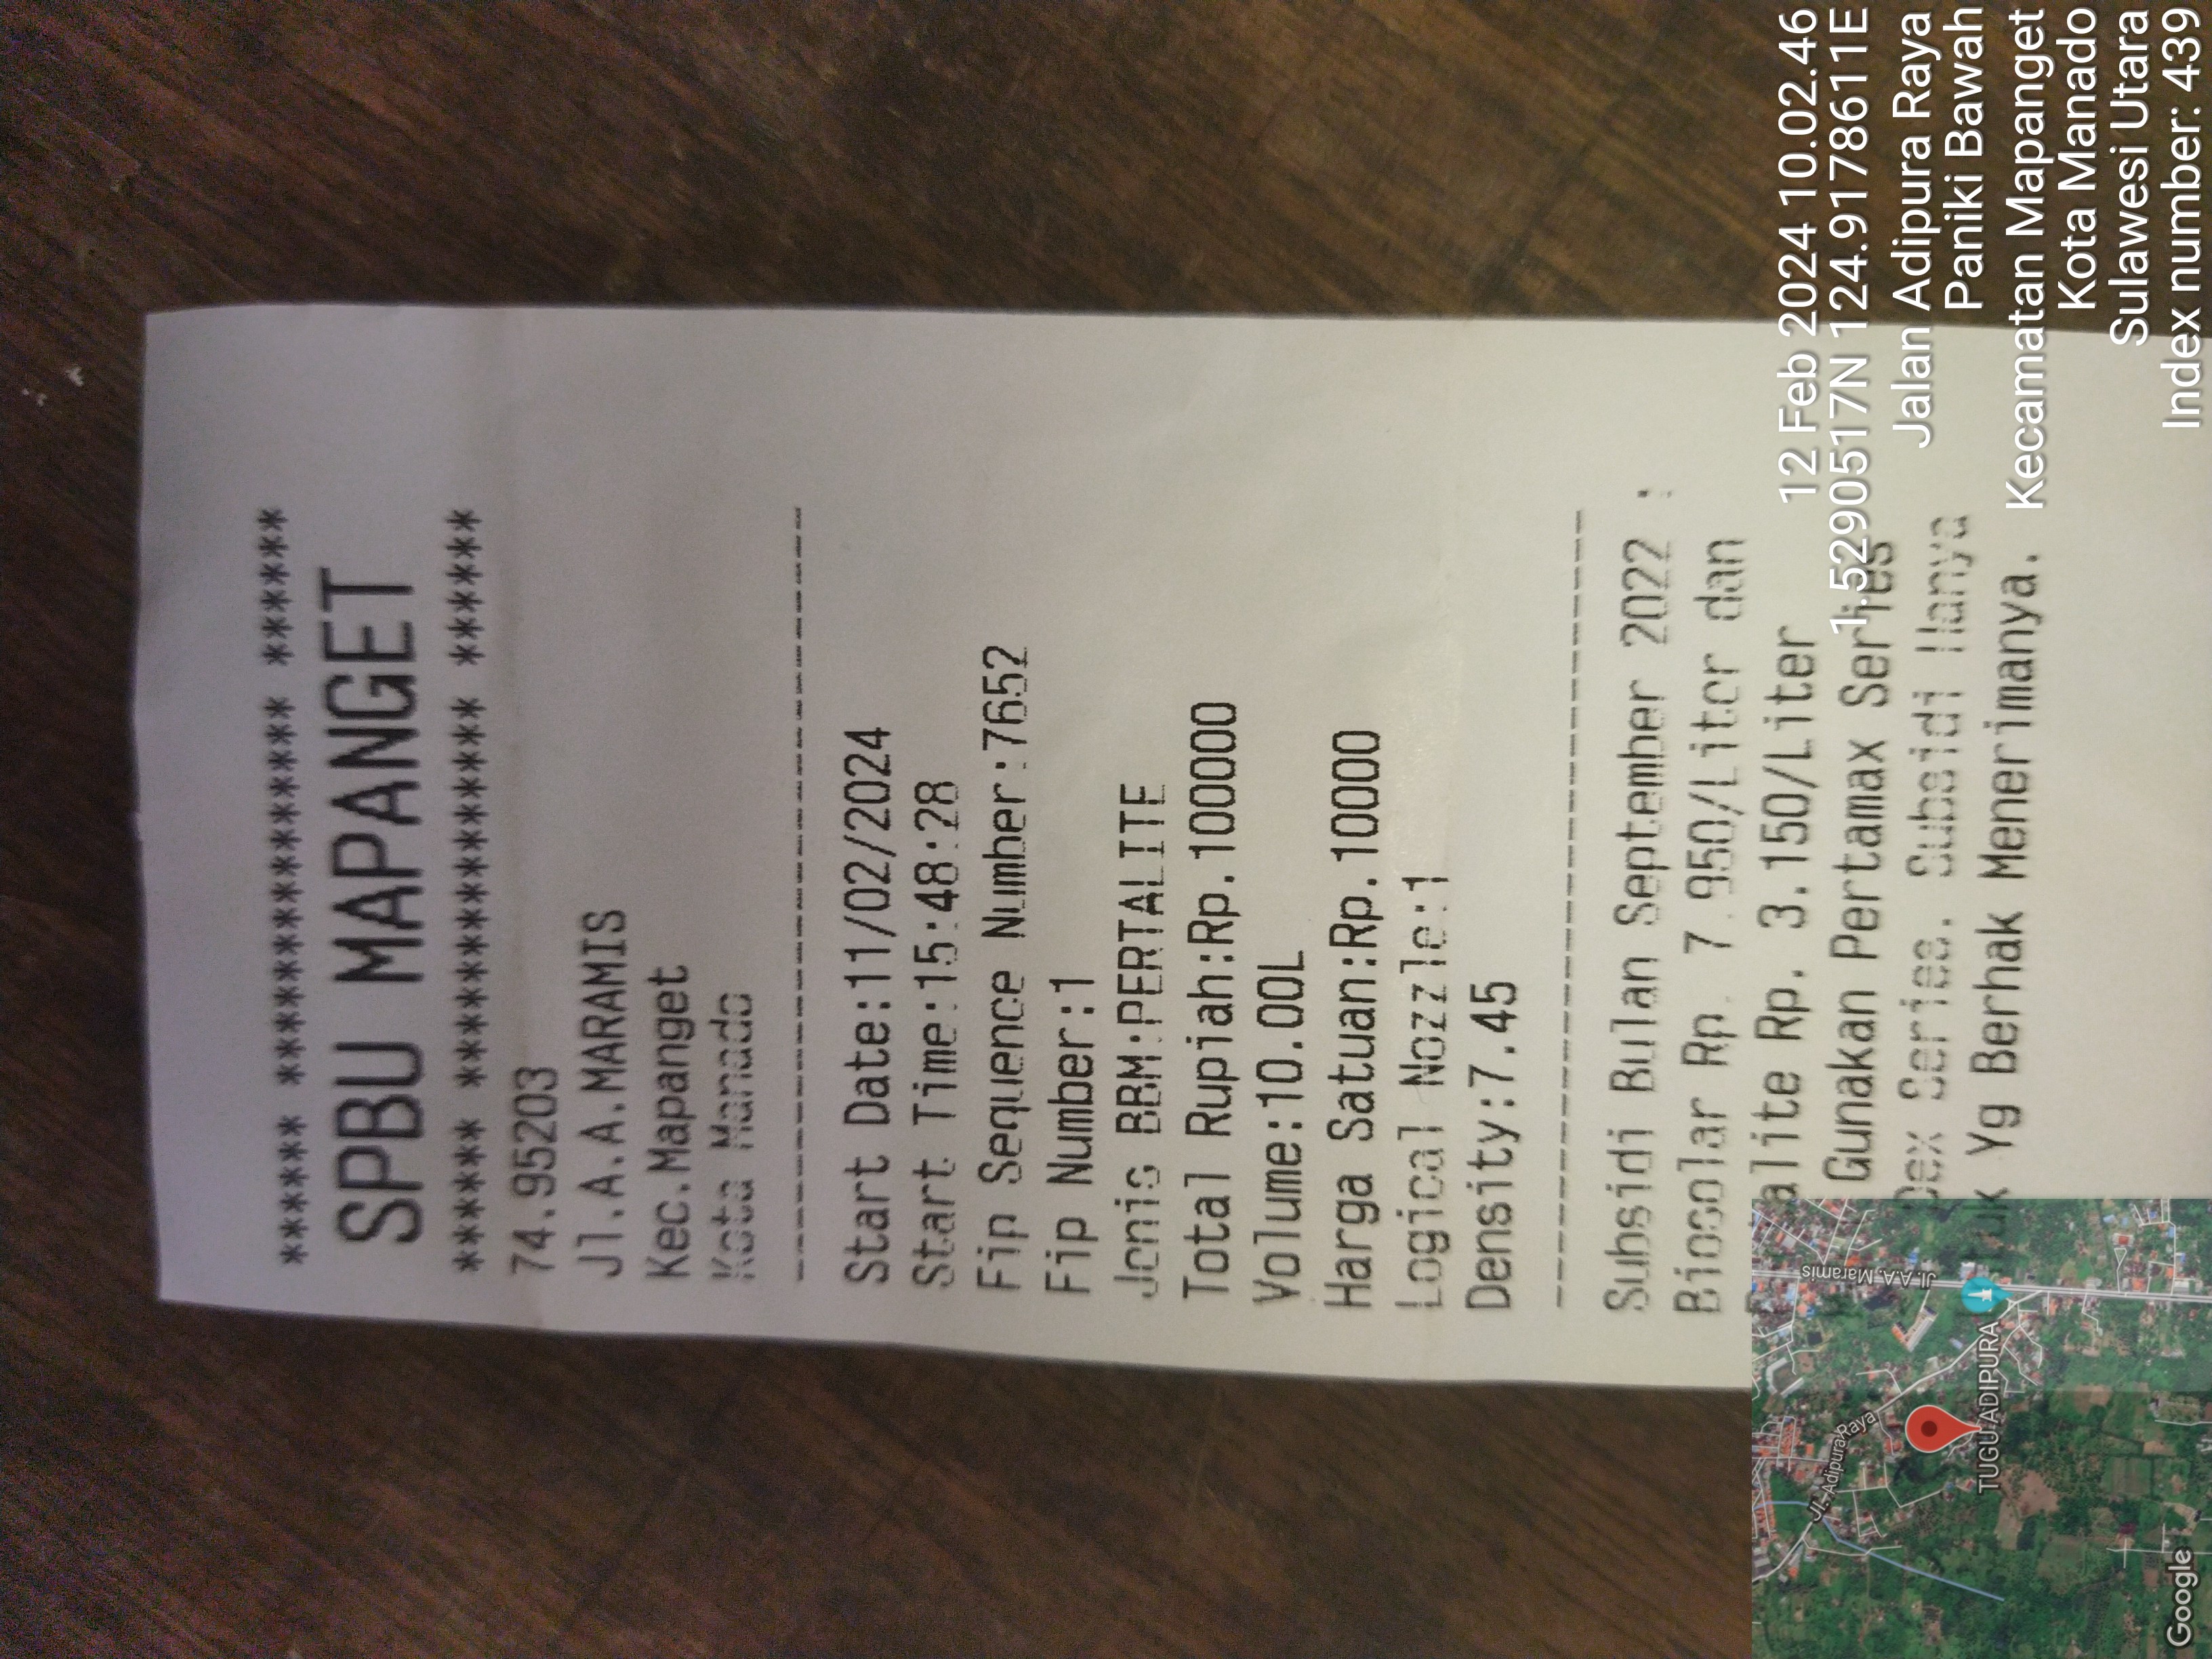 ****** ************** ******
SPBU MAPANGET
****** ************** ******
74.95203
Jl.A.A.MARAMIS
Kec.Mapanget
Kota Manado
----------------------------
Start Date:11/02/2024
Start Time:15:48:28
Fip Sequence Number:7652
Fip Number:1
Jenis BBM:PERTALITE
Total Rupiah:Rp.100000
Volume:10.00L
Harga Satuan:Rp.10000
Logical Nozzle:1
Density:7.45
----------------------------
Subsidi Bulan September 2022 :
Biosolar Rp. 7.950/Liter dan
alite Rp. 3.150/Liter
Gunakan Pertamax Series
Dex Series. Subsidi Hanya
uk Yg Berhak Menerimanya.
12 Feb 2024 10.02.46
1.52905517N 124.9178611E
Jalan Adipura Raya
Paniki Bawah
Kecamatan Mapanget
Kota Manado
Sulawesi Utara
Index number: 439
Jl. A.A. Maramis
Jl. Adipura Raya
TUGU ADIPURA
Google